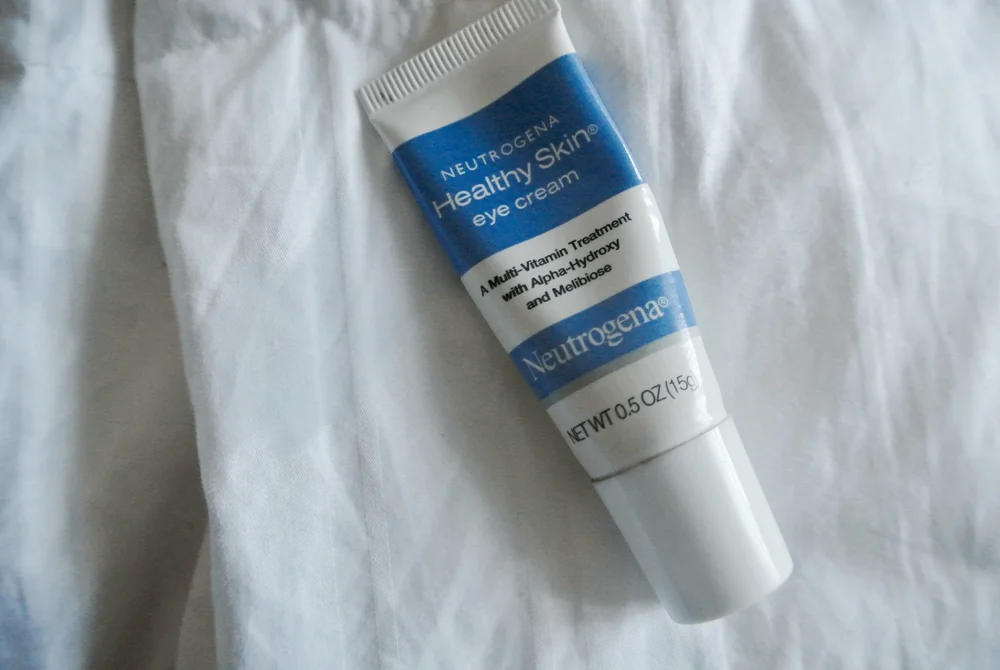 NEUTROGENA
Healthy Skin®
eye cream
A Multi-Vitamin Treatment
with Alpha-Hydroxy
and Melibiose
Neutrogena®
NET WT 0.5 OZ (15g